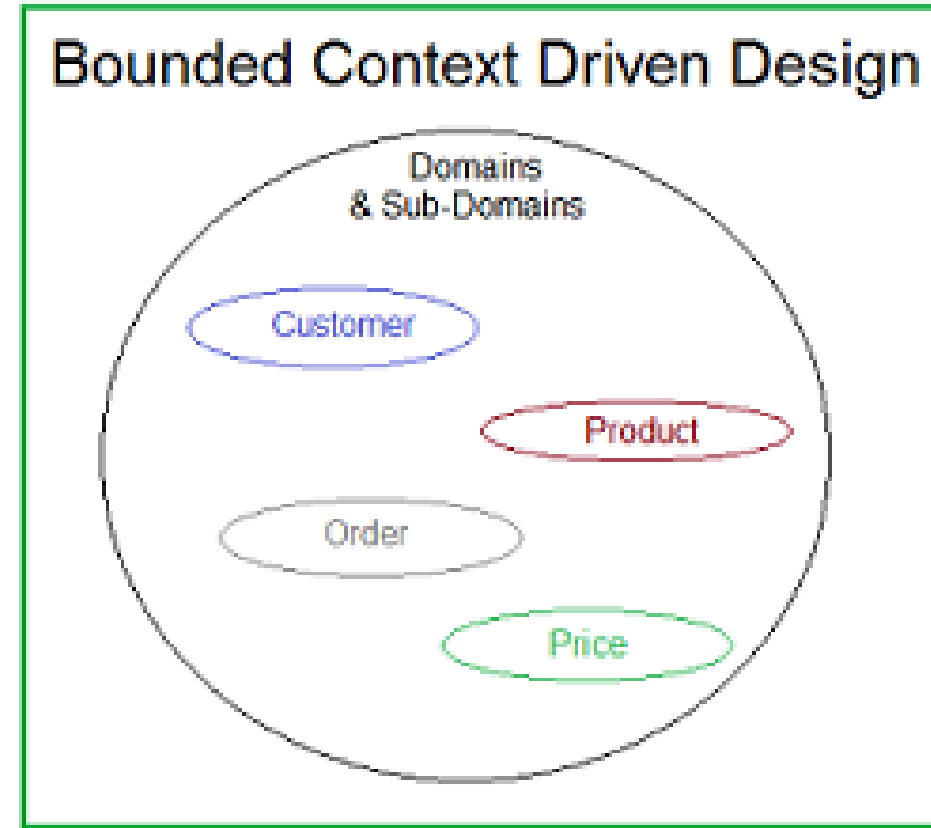 Bounded Context Driven Design
Domains
& Sub-Domains
Customer
Product
Order
Price